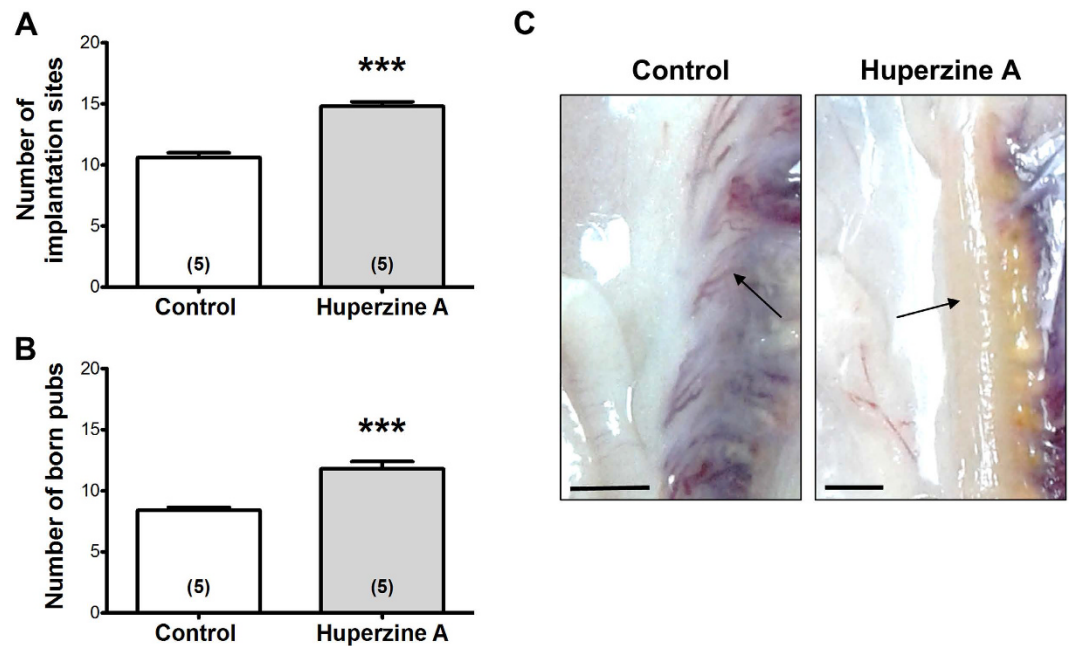 A
Number of
implantation sites
20
15
10
5
0
***
(5)
(5)
Control
Huperzine A
B
Number of born pubs
20
15
10
5
0
***
(5)
(5)
Control
Huperzine A
C
Control
Huperzine A